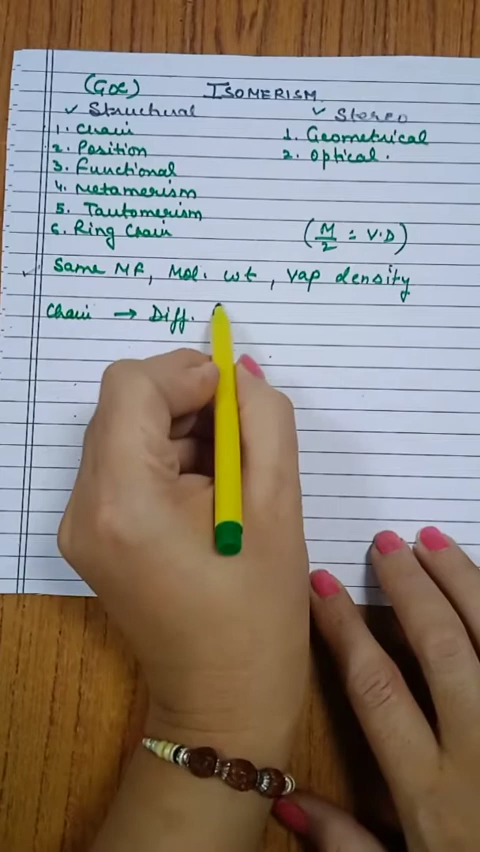 (GOC) ISOMERISM
✓ Structural ✓ Stereo
1. Chain 1. Geometrical
2. Position 2. Optical.
3. Functional
4. Metamerism
5. Tautomerism
6. Ring Chain (M/2 = V.D)
✓ Same MF, Mol. wt, Vap density
Chain → Diff.